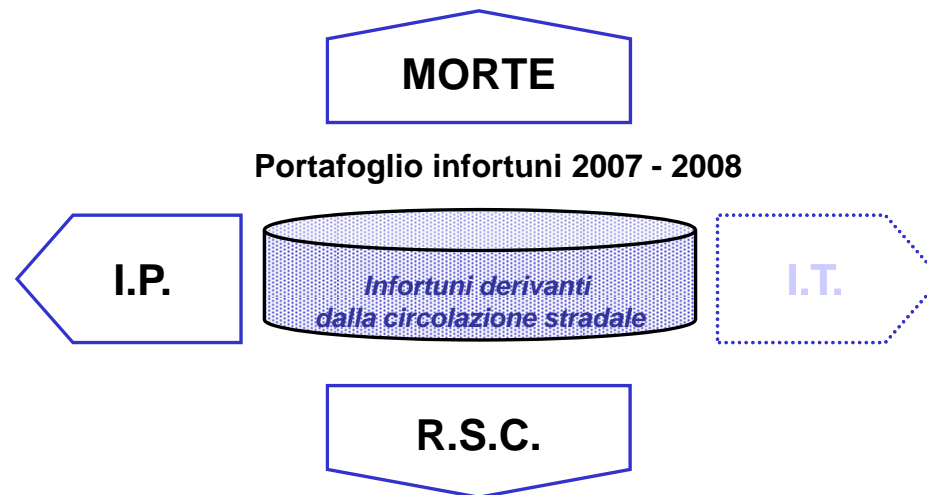 MORTE
Portafoglio infortuni 2007 - 2008
I.P.
Infortuni derivanti
dalla circolazione stradale
I.T.
R.S.C.